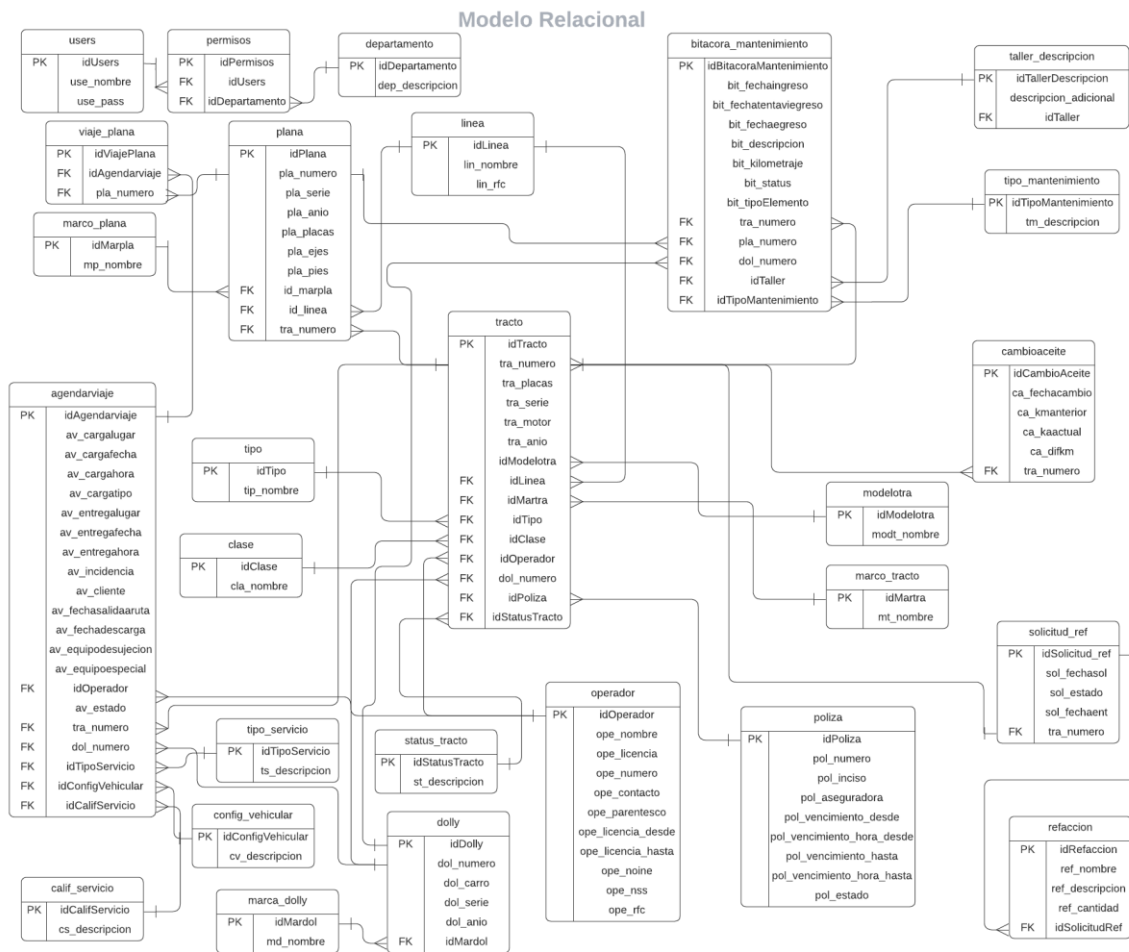 Modelo Relacional
users
PK idUsers
use_nombre
use_pass
permisos
PK idPermisos
FK idUsers
FK idDepartamento
departamento
PK idDepartamento
dep_descripcion
bitacora_mantenimiento
PK idBitacoraMantenimiento
bit_fechaingreso
bit_fechatentaviegreso
bit_fechaegreso
bit_descripcion
bit_kilometraje
bit_status
bit_tipoElemento
FK tra_numero
FK pla_numero
FK dol_numero
FK idTaller
FK idTipoMantenimiento
taller_descripcion
PK idTallerDescripcion
descripcion_adicional
FK idTaller
viaje_plana
PK idViajePlana
FK idAgendarviaje
FK pla_numero
plana
PK idPlana
pla_numero
pla_serie
pla_anio
pla_placas
pla_ejes
pla_pies
FK id_marpla
FK id_linea
FK tra_numero
linea
PK idLinea
lin_nombre
lin_rfc
tipo_mantenimiento
PK idTipoMantenimiento
tm_descripcion
marco_plana
PK idMarpla
mp_nombre
tracto
PK idTracto
tra_numero
tra_placas
tra_serie
tra_motor
tra_anio
idModelotra
FK idLinea
FK idMartra
FK idTipo
FK idClase
FK idOperador
FK dol_numero
FK idPoliza
FK idStatusTracto
cambioaceite
PK idCambioAceite
ca_fechacambio
ca_kmanterior
ca_kaactual
ca_difkm
FK tra_numero
agendarviaje
PK idAgendarviaje
av_cargalugar
av_cargafecha
av_cargahora
av_cargatipo
av_entregalugar
av_entregafecha
av_entregahora
av_incidencia
av_cliente
av_fechasalidaaruta
av_fechadescarga
av_equipodesujecion
av_equipoespecial
FK idOperador
av_estado
FK tra_numero
FK dol_numero
FK idTipoServicio
FK idConfigVehicular
FK idCalifServicio
tipo
PK idTipo
tip_nombre
clase
PK idClase
cla_nombre
modelotra
PK idModelotra
modt_nombre
marco_tracto
PK idMartra
mt_nombre
solicitud_ref
PK idSolicitud_ref
sol_fechasol
sol_estado
sol_fechaent
FK tra_numero
tipo_servicio
PK idTipoServicio
ts_descripcion
status_tracto
PK idStatusTracto
st_descripcion
operador
PK idOperador
ope_nombre
ope_licencia
ope_numero
ope_contacto
ope_parentesco
ope_licencia_desde
ope_licencia_hasta
ope_noine
ope_nss
ope_rfc
poliza
PK idPoliza
pol_numero
pol_inciso
pol_aseguradora
pol_vencimiento_desde
pol_vencimiento_hora_desde
pol_vencimiento_hasta
pol_vencimiento_hora_hasta
pol_estado
config_vehicular
PK idConfigVehicular
cv_descripcion
dolly
PK idDolly
dol_numero
dol_carro
dol_serie
dol_anio
FK idMardol
refaccion
PK idRefaccion
ref_nombre
ref_descripcion
ref_cantidad
FK idSolicitudRef
calif_servicio
PK idCalifServicio
cs_descripcion
marca_dolly
PK idMardol
md_nombre